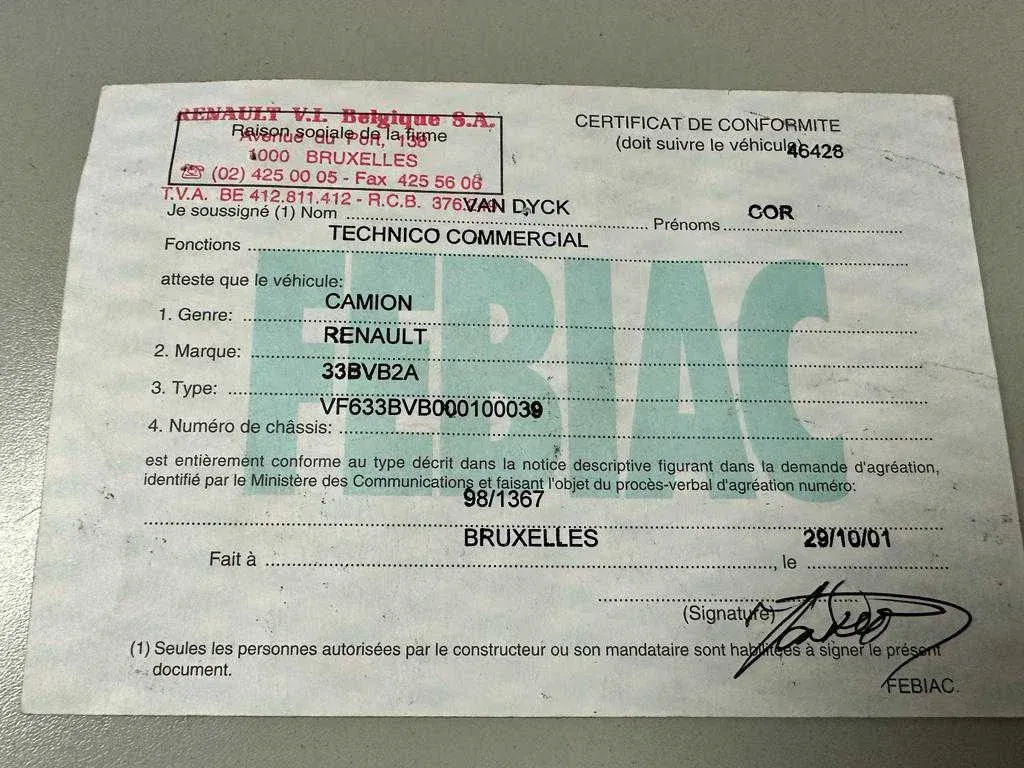 RENAULT V.I. Belgique S.A.
Raison sociale de la firme
Avenue du Port, 138
1000 BRUXELLES
☎ (02) 425 00 05 - Fax 425 56 06
T.V.A. BE 412.811.412 - R.C.B. 376.
CERTIFICAT DE CONFORMITE
(doit suivre le véhicule)
46428
Je soussigné (1) Nom VAN DYCK Prénoms COR
Fonctions TECHNICO COMMERCIAL
atteste que le véhicule:
1. Genre: CAMION
2. Marque: RENAULT
3. Type: 33BVB2A
4. Numéro de châssis: VF633BVB000100039
est entièrement conforme au type décrit dans la notice descriptive figurant dans la demande d'agréation,
identifié par le Ministère des Communications et faisant l'objet du procès-verbal d'agréation numéro:
98/1367
Fait à BRUXELLES, le 29/10/01
(Signature)
(1) Seules les personnes autorisées par le constructeur ou son mandataire sont habilitées à signer le présent
document.
FEBIAC.
FEBIAC